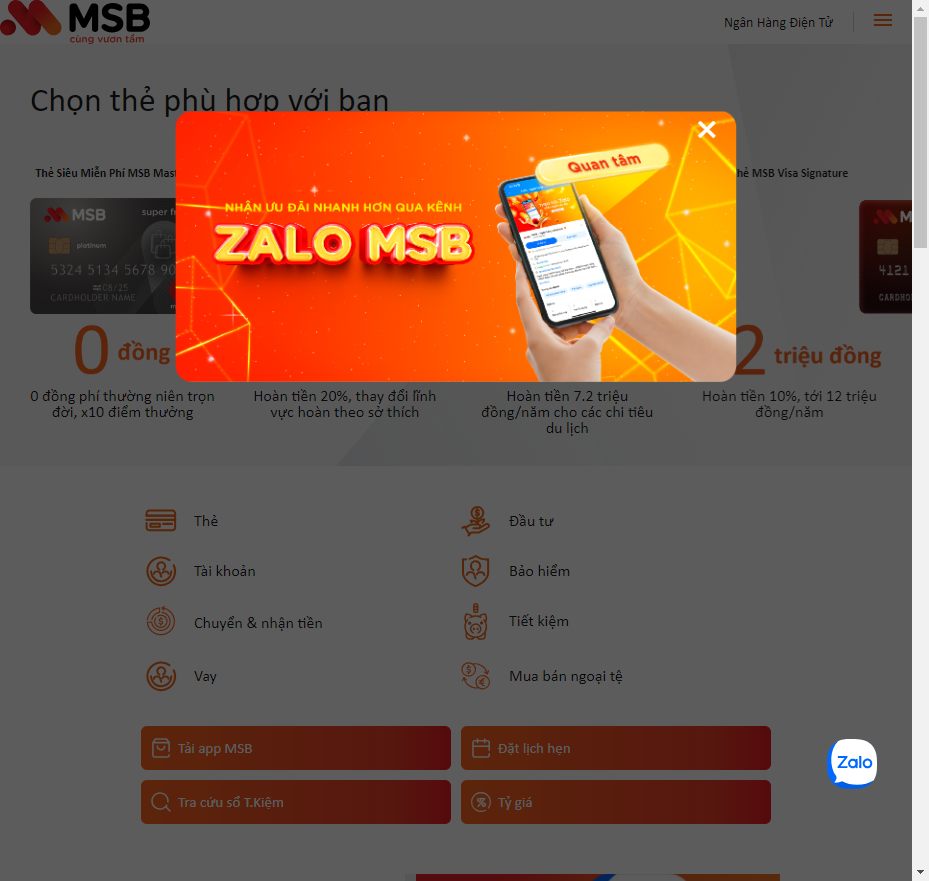 MSB
cùng vươn tầm
Ngân Hàng Điện Tử
Chọn thẻ phù hợp với bạn
Thẻ Siêu Miễn Phí MSB Mast
hẻ MSB Visa Signature
NHẬN ƯU ĐÃI NHANH HƠN QUA KÊNH
ZALO MSB
Quan tâm
MSB
super fr
platinum
5324 5134 5678 90
08/25
CARDHOLDER NAME
4121
CARDHO
0 đồng
2 triệu đồng
0 đồng phí thường niên trọn
đời, x10 điểm thưởng
Hoàn tiền 20%, thay đổi lĩnh
vực hoàn theo sở thích
Hoàn tiền 7.2 triệu
đồng/năm cho các chi tiêu
du lịch
Hoàn tiền 10%, tới 12 triệu
đồng/năm
Thẻ
Đầu tư
Tài khoản
Bảo hiểm
Chuyển & nhận tiền
Tiết kiệm
Vay
Mua bán ngoại tệ
Tải app MSB
Đặt lịch hẹn
Tra cứu sổ T.Kiệm
Tỷ giá
Zalo